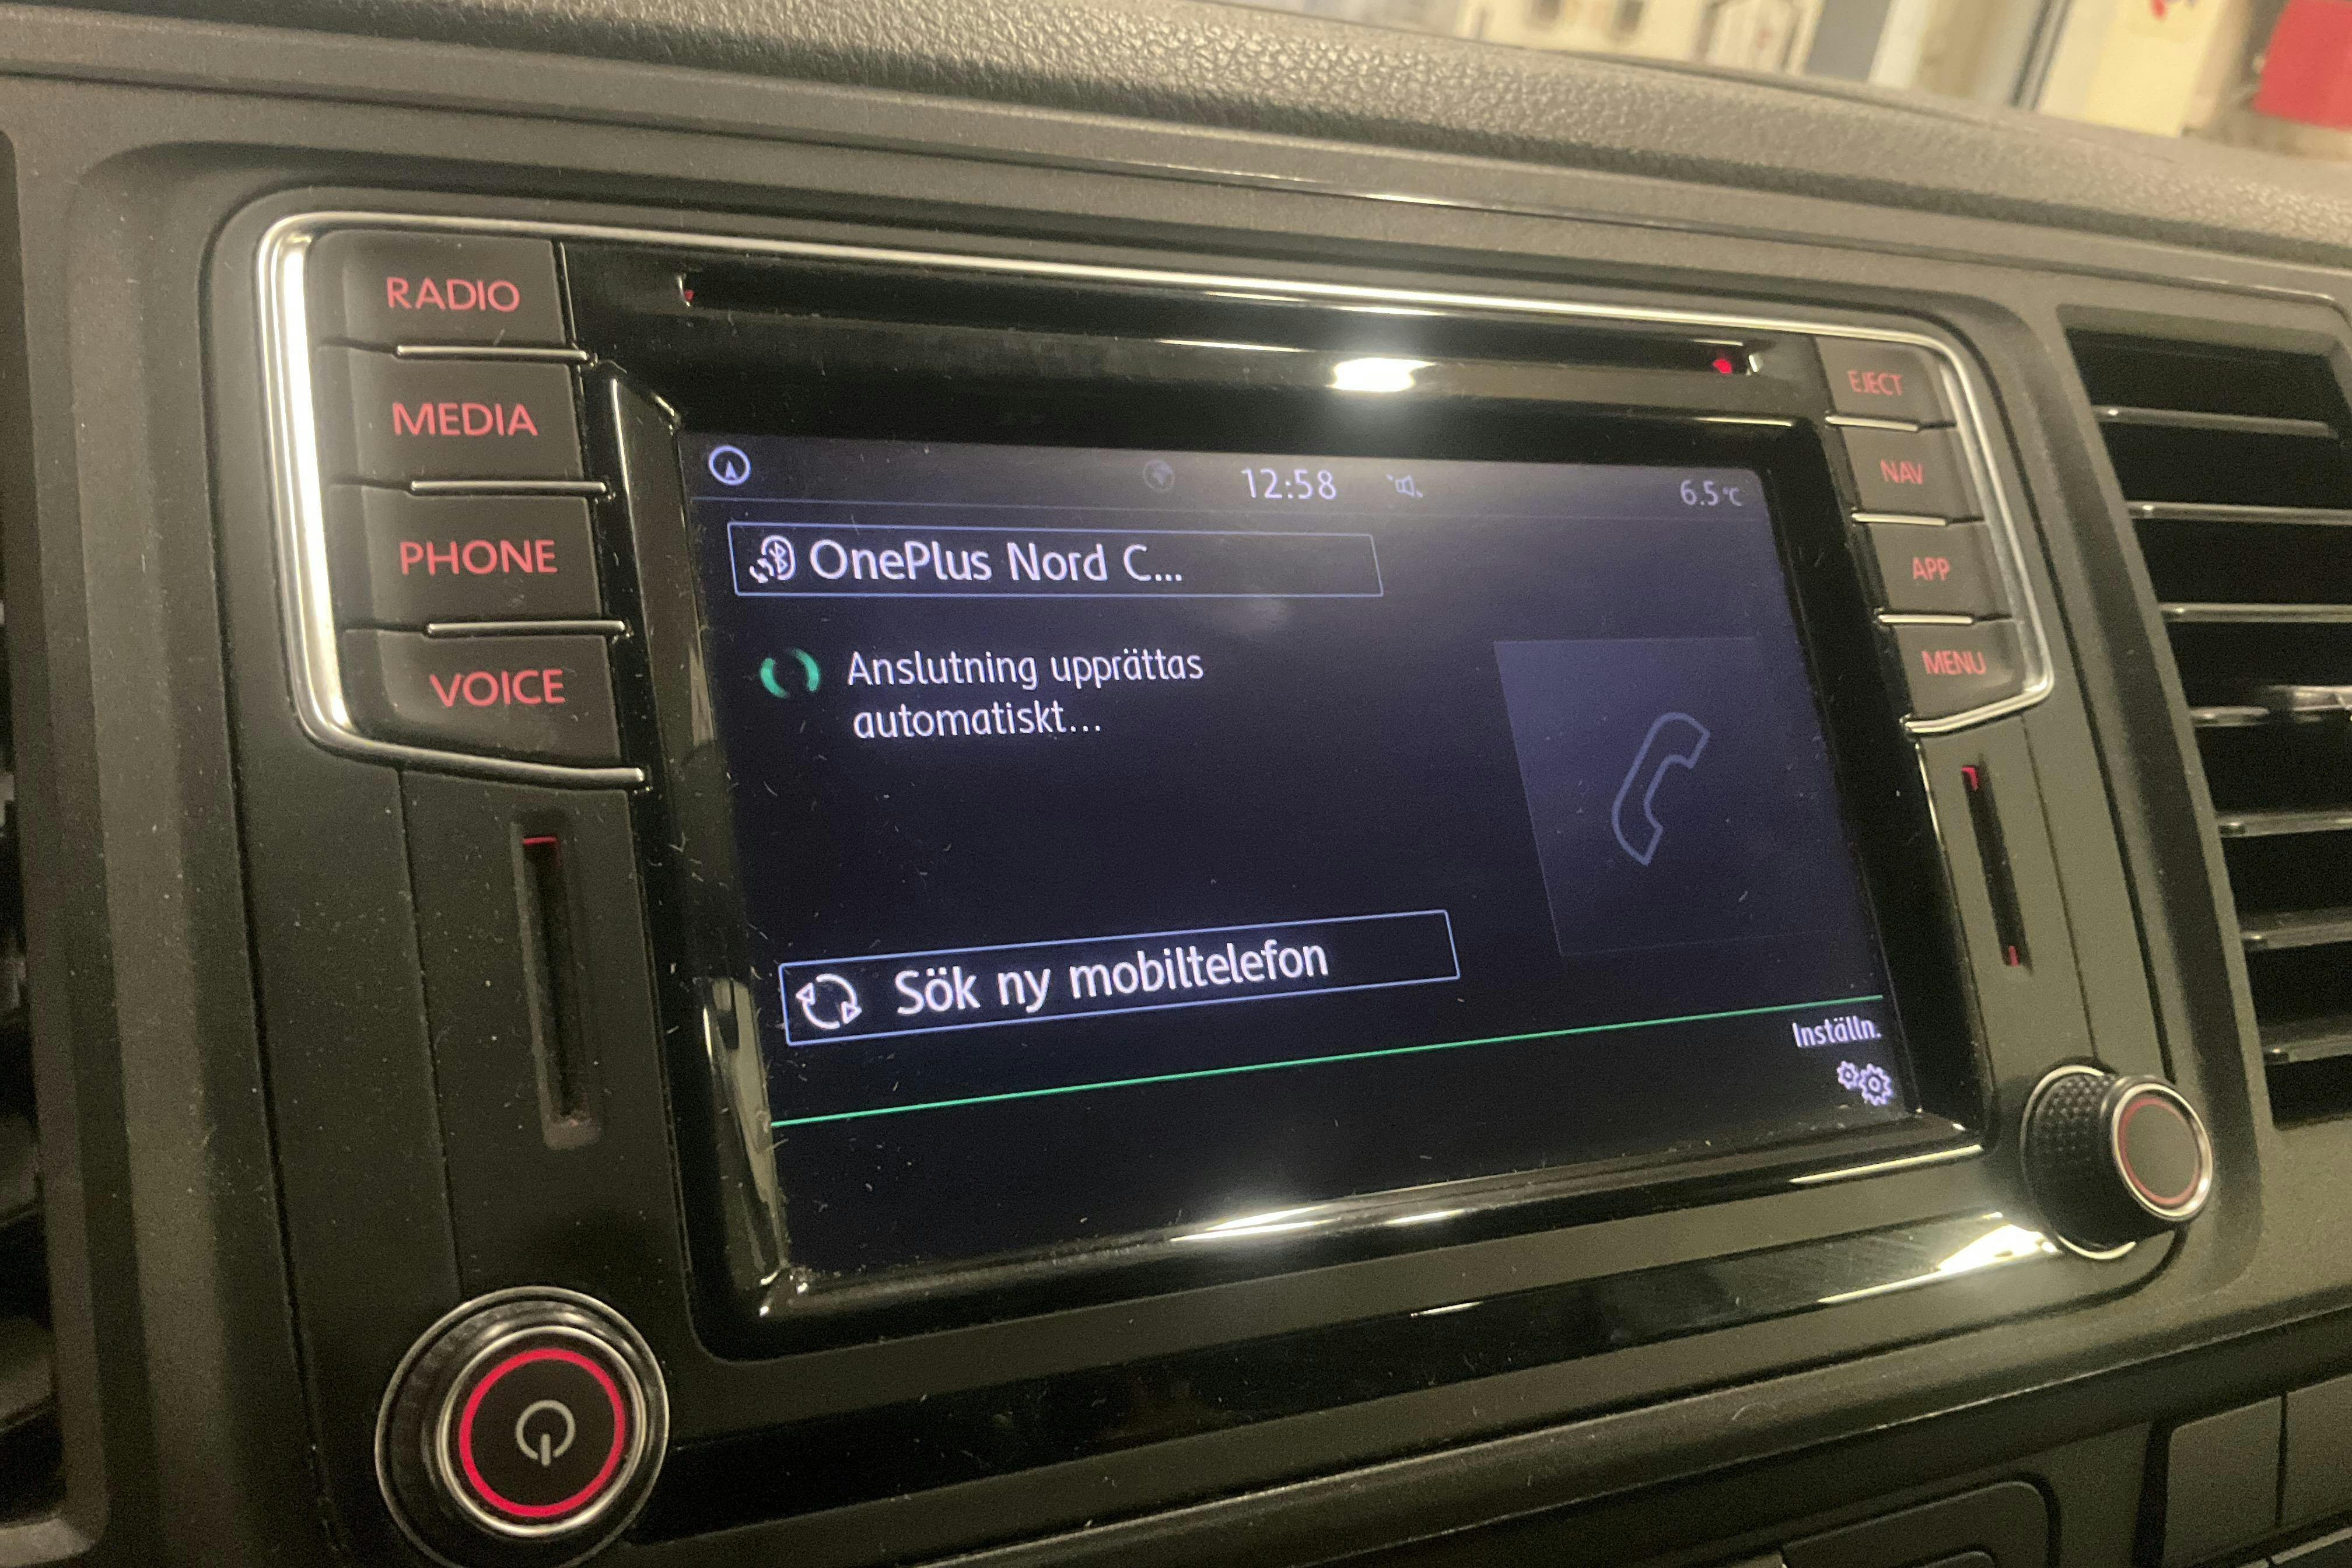 RADIO
MEDIA
PHONE
VOICE
12:58
6.5°C
OnePlus Nord C...
Anslutning upprättas
automatiskt...
Sök ny mobiltelefon
Inställn.
EJECT
NAV
APP
MENU